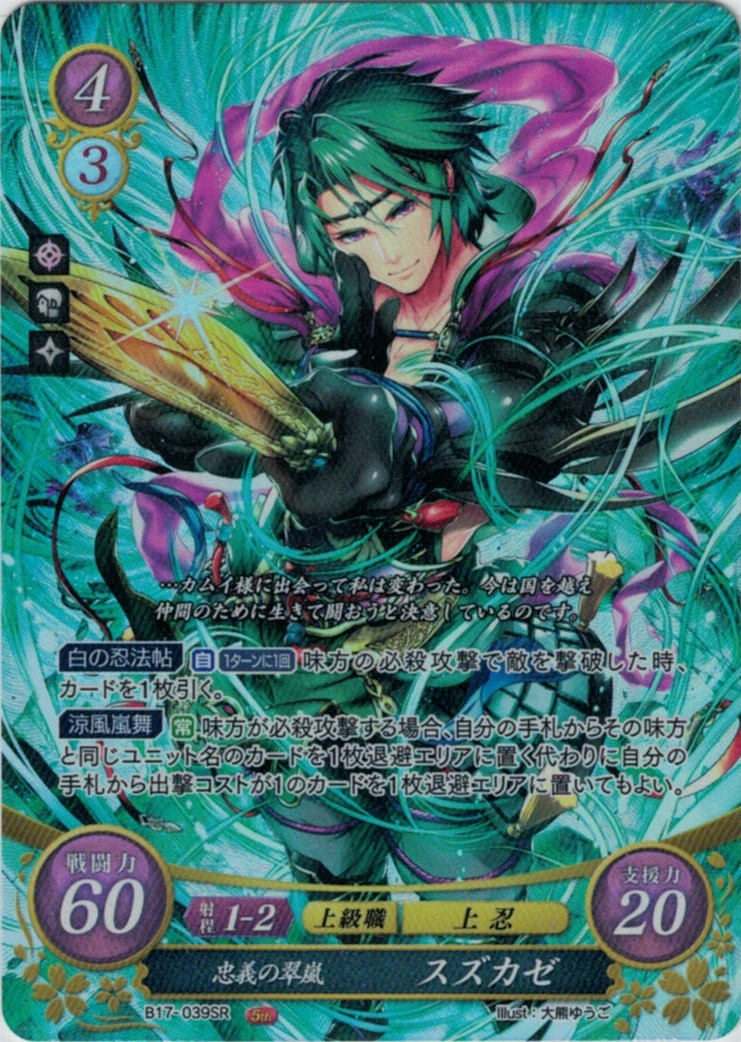 4
3
…カムイ様に出会って私は変わった。今は国を越え
仲間のために生きて闘おうと決意しているのです。
白の忍法帖 自 1ターンに1回 味方の必殺攻撃で敵を撃破した時、
カードを1枚引く。
涼風嵐舞 常 味方が必殺攻撃する場合、自分の手札からその味方
と同じユニット名のカードを1枚退避エリアに置く代わりに自分の
手札から出撃コストが1のカードを1枚退避エリアに置いてもよい。
戦闘力
60
射程 1-2 上級職 上忍
支援力
20
忠義の翠嵐 スズカゼ
B17-039SR 5th Illust：大熊ゆうご